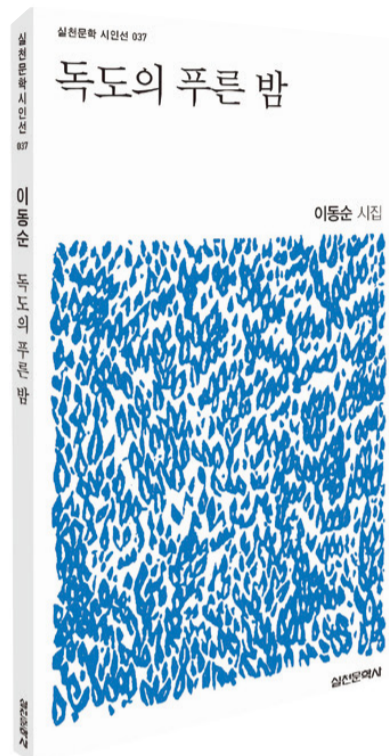 실천문학 시인선 037
독도의 푸른 밤
이동순 시집
실천문학사
실천문학 시인선 037 이동순 독도의 푸른 밤 실천문학사